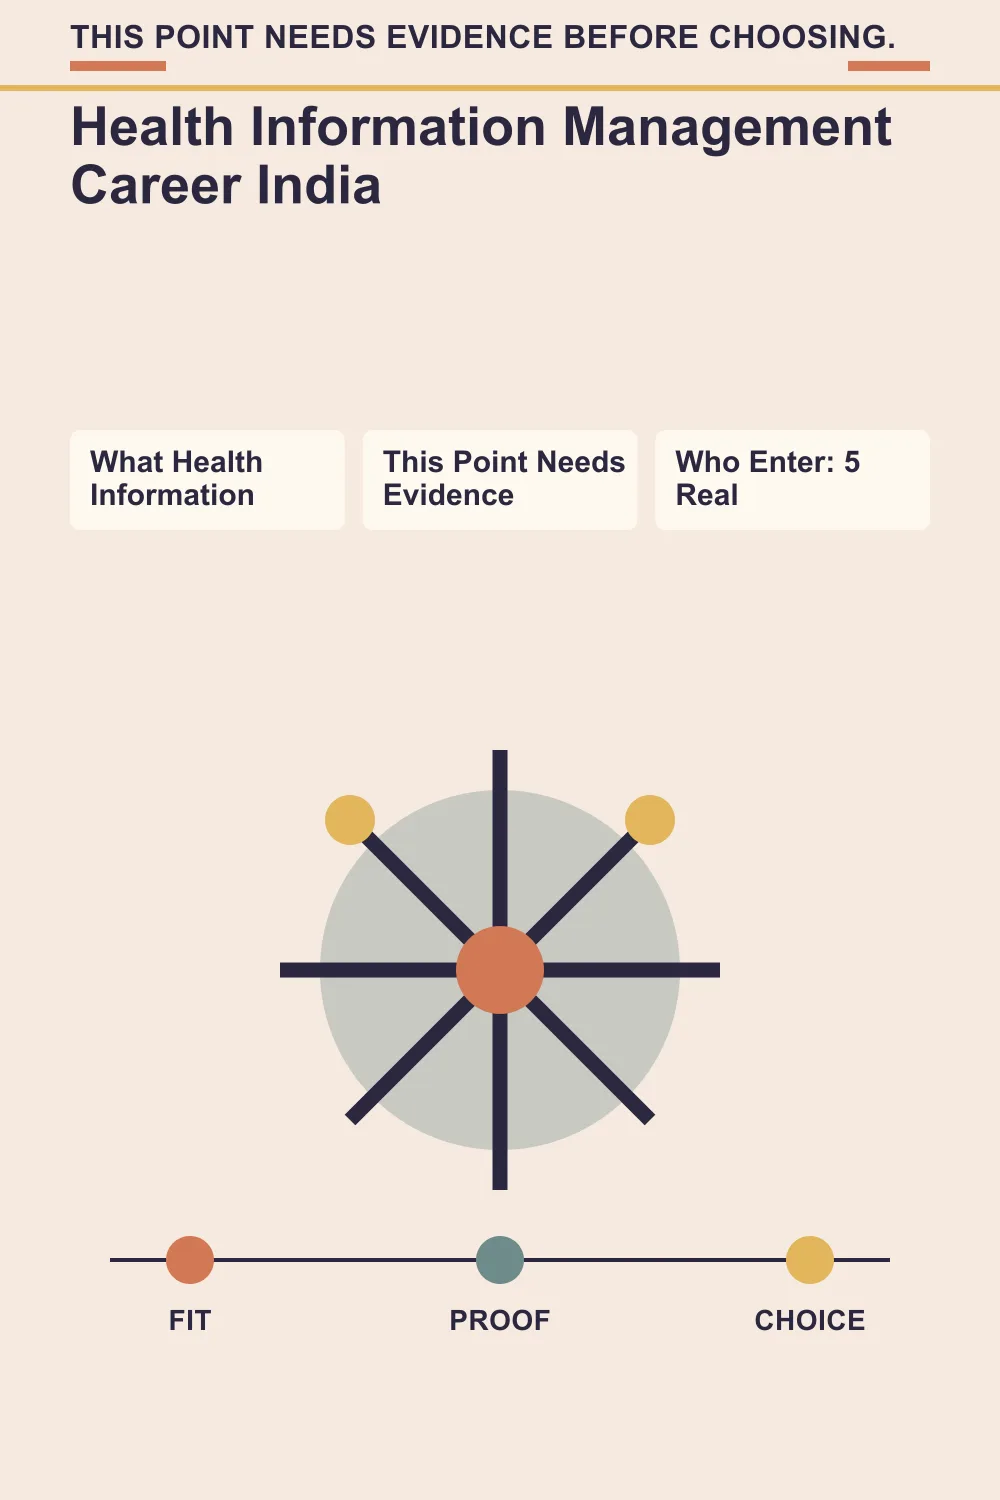 THIS POINT NEEDS EVIDENCE BEFORE CHOOSING.
Health Information Management
Career India
What Health
Information
This Point Needs
Evidence
Who Enter: 5
Real
FIT
PROOF
CHOICE